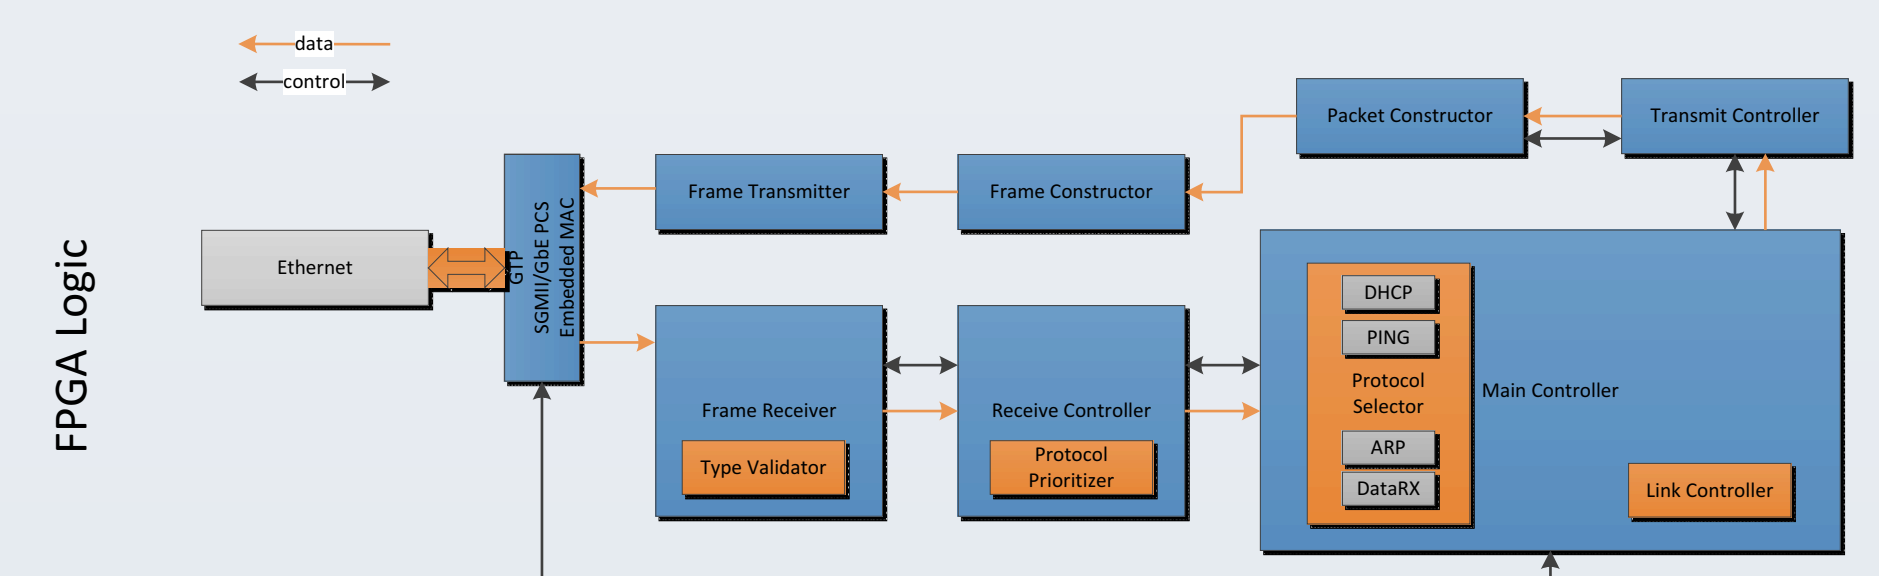 data
control
Packet Constructor
Transmit Controller
Frame Transmitter
Frame Constructor
Ethernet
GTP
SGMII/GbE PCS
Embedded MAC
FPGA Logic
Frame Receiver
Type Validator
Receive Controller
Protocol
Prioritizer
DHCP
PING
Protocol
Selector
ARP
DataRX
Main Controller
Link Controller